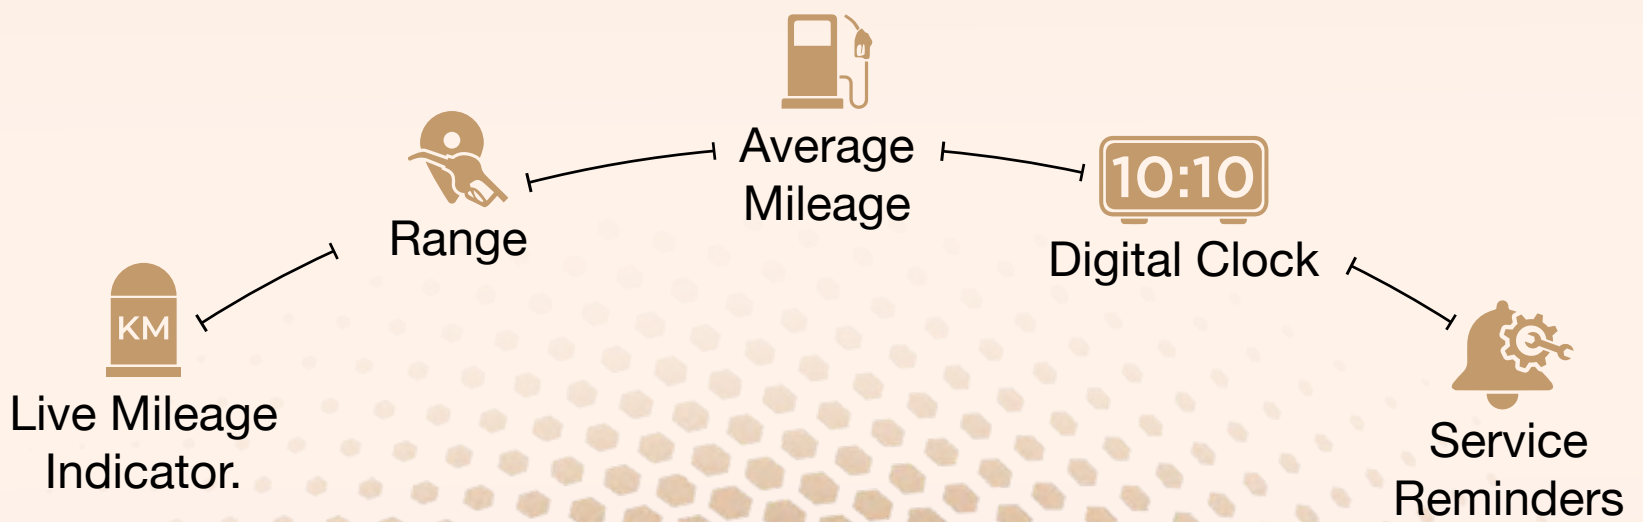 Average
Mileage
10:10
Range
Digital Clock
KM
Live Mileage
Indicator.
Service
Reminders